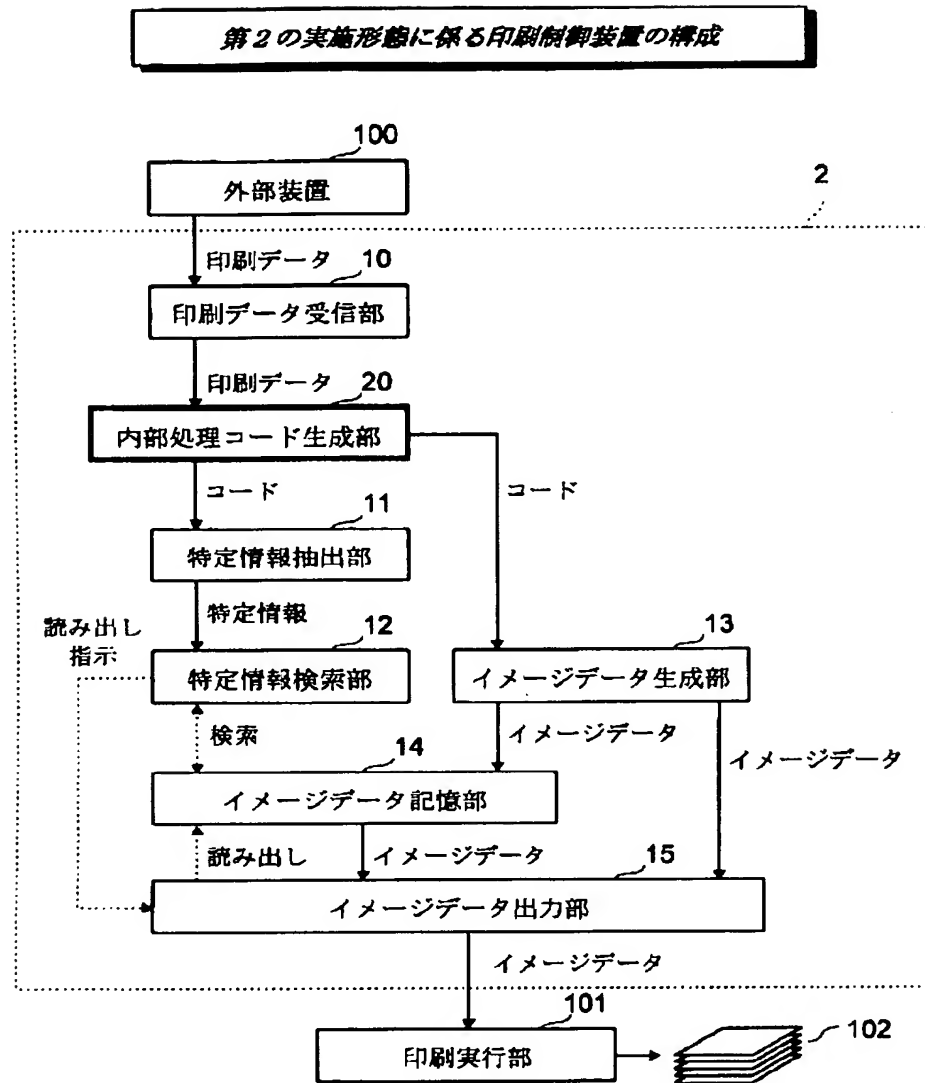 第2の実施形態に係る印刷制御装置の構成
100
外部装置
2
印刷データ
10
印刷データ受信部
印刷データ
20
内部処理コード生成部
コード
コード
11
特定情報抽出部
特定情報
読み出し
指示
12
特定情報検索部
13
イメージデータ生成部
検索
イメージデータ
イメージデータ
14
イメージデータ記憶部
読み出し
イメージデータ
15
イメージデータ出力部
イメージデータ
101
印刷実行部
102